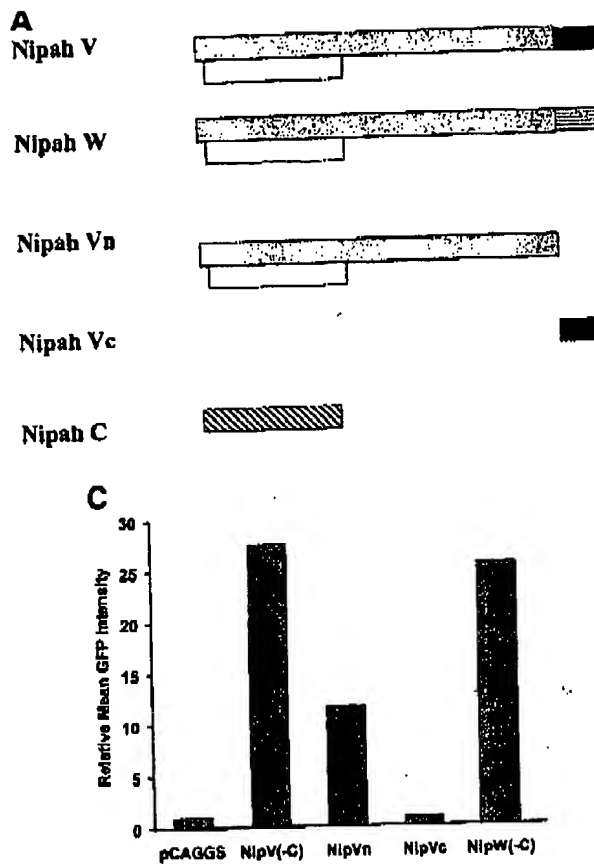 A
Nipah V
Nipah W
Nipah Vn
Nipah Vc
Nipah C
C
Relative Mean GFP Intensity
30
25
20
15
10
5
0
pCAGGS NipV(-C) NipVn NipVc NipW(-C)